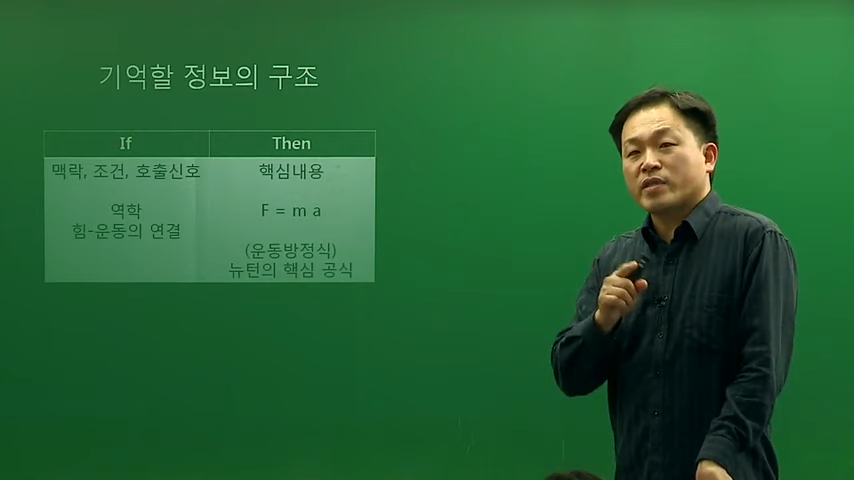 기억할 정보의 구조
If Then
맥락, 조건, 호출신호 핵심내용
역학 F = m a
힘-운동의 연결
(운동방정식)
뉴턴의 핵심 공식